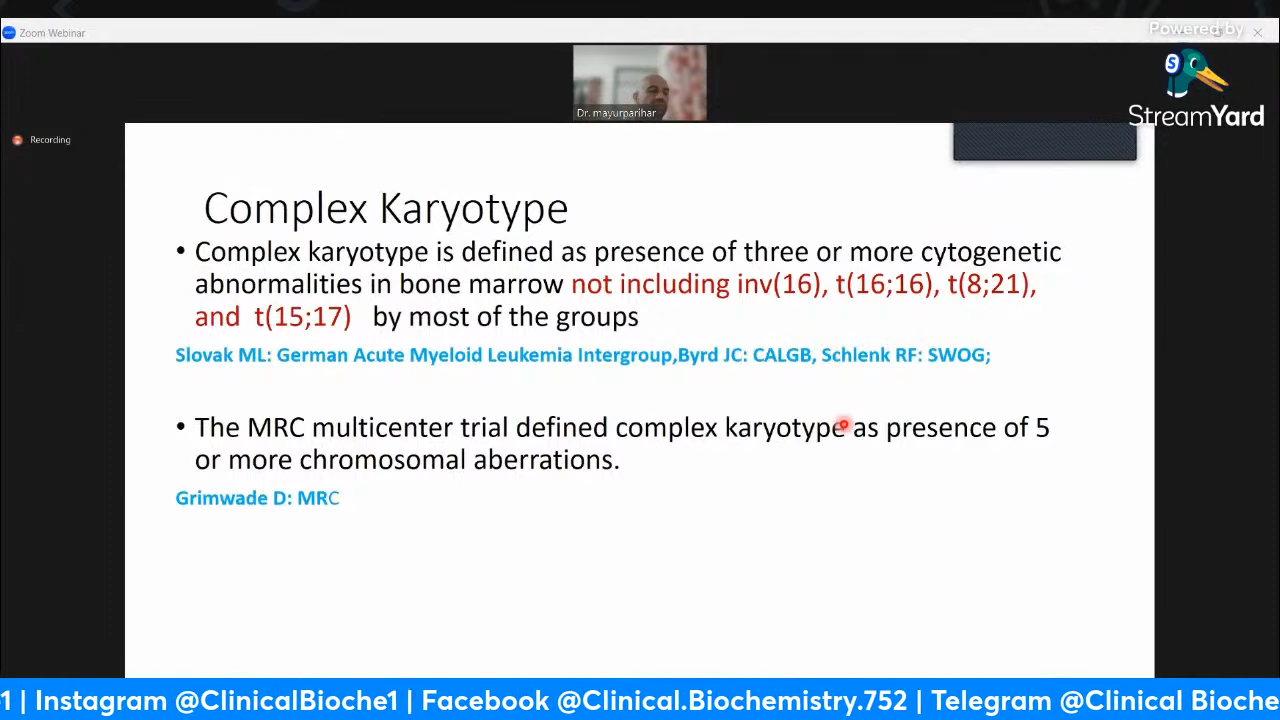 Zoom Webinar
Powered by
StreamYard
Dr. mayurparihar
Recording
Complex Karyotype
• Complex karyotype is defined as presence of three or more cytogenetic
abnormalities in bone marrow not including inv(16), t(16;16), t(8;21),
and t(15;17) by most of the groups
Slovak ML: German Acute Myeloid Leukemia Intergroup,Byrd JC: CALGB, Schlenk RF: SWOG;
• The MRC multicenter trial defined complex karyotype as presence of 5
or more chromosomal aberrations.
Grimwade D: MRC
1 | Instagram @ClinicalBioche1 | Facebook @Clinical.Biochemistry.752 | Telegram @Clinical Bioche